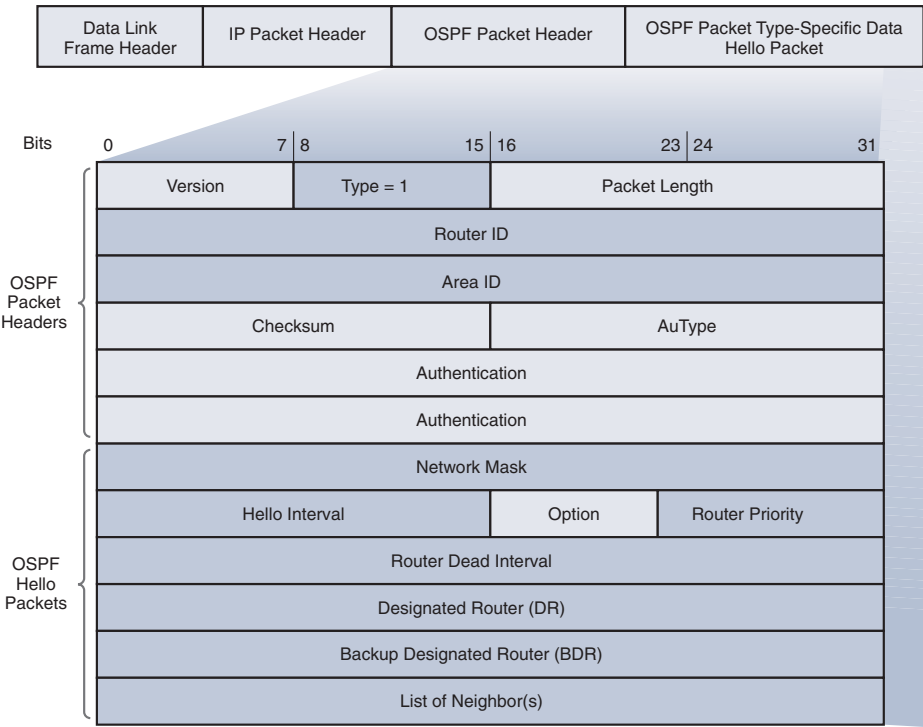 Data Link
Frame Header
IP Packet Header
OSPF Packet Header
OSPF Packet Type-Specific Data
Hello Packet
Bits
0
7
8
15
16
23
24
31
Version
Type = 1
Packet Length
Router ID
Area ID
OSPF
Packet
Headers
Checksum
AuType
Authentication
Authentication
Network Mask
Hello Interval
Option
Router Priority
OSPF
Hello
Packets
Router Dead Interval
Designated Router (DR)
Backup Designated Router (BDR)
List of Neighbor(s)